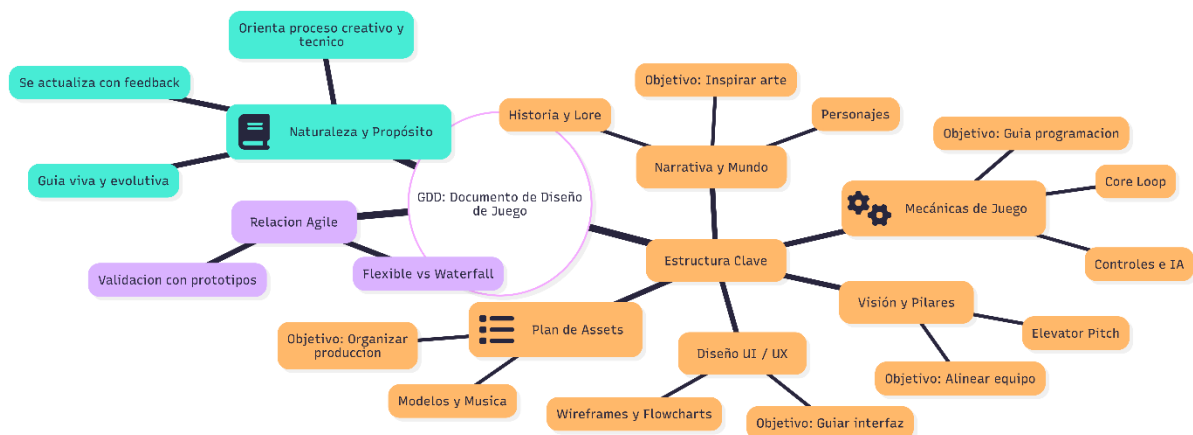 Orienta proceso creativo y
tecnico
Se actualiza con feedback
Naturaleza y Propósito
Guia viva y evolutiva
GDD: Documento de Diseño
de Juego
Relacion Agile
Validacion con prototipos
Flexible vs Waterfall
Historia y Lore
Objetivo: Inspirar arte
Personajes
Narrativa y Mundo
Objetivo: Guia programacion
Core Loop
Mecánicas de Juego
Controles e IA
Estructura Clave
Visión y Pilares
Elevator Pitch
Objetivo: Alinear equipo
Plan de Assets
Objetivo: Organizar
produccion
Modelos y Musica
Diseño UI / UX
Wireframes y Flowcharts
Objetivo: Guiar interfaz